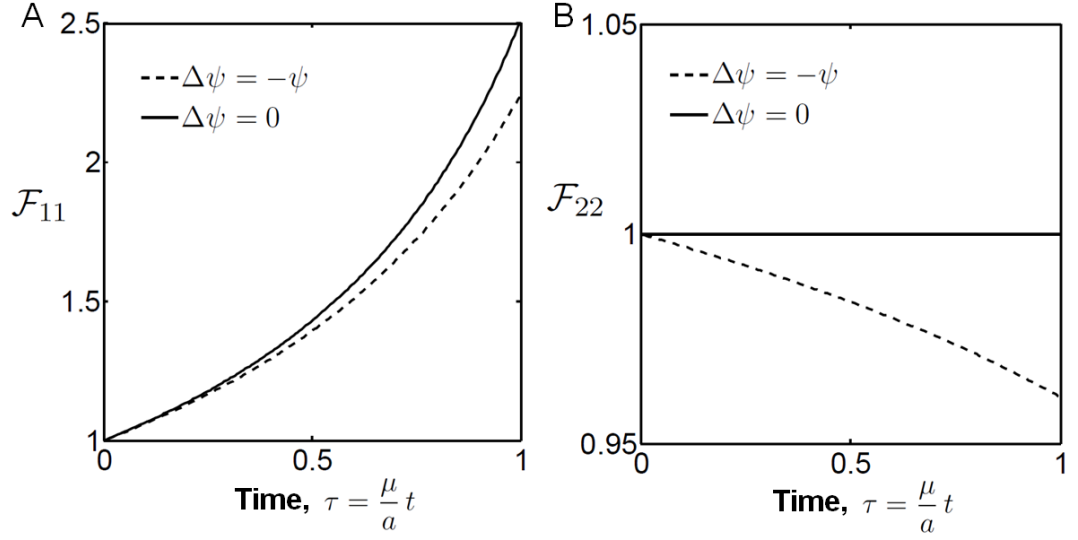 A
2.5
2
1.5
1
0
0.5
1
Δψ = −ψ
Δψ = 0
ℱ₁₁
Time, τ = μ/a t
B
1.05
1
0.95
0
0.5
1
Δψ = −ψ
Δψ = 0
ℱ₂₂
Time, τ = μ/a t